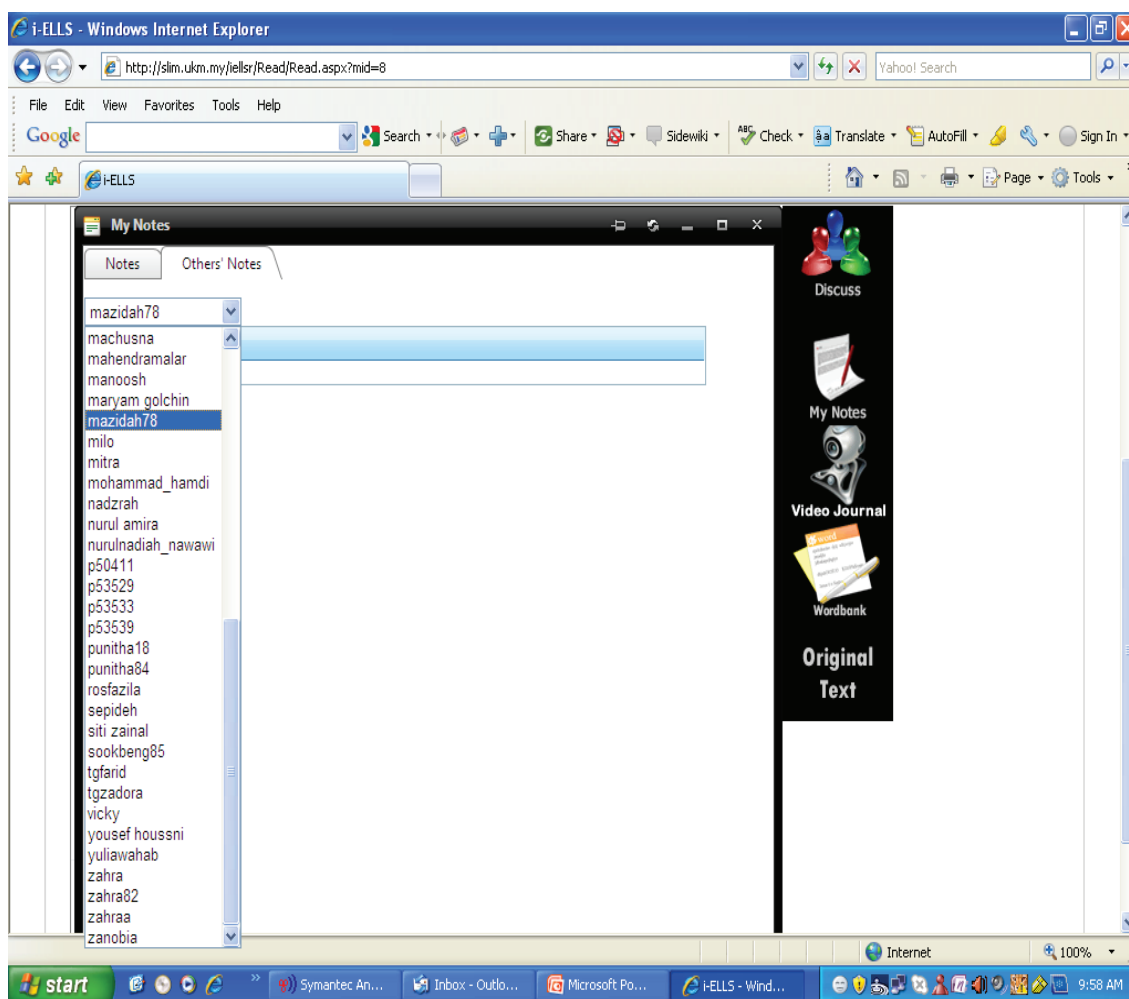 i-ELLS - Windows Internet Explorer
http://slim.ukm.my/iellsr/Read/Read.aspx?mid=8 Yahoo! Search
File Edit View Favorites Tools Help
Google Search Share Sidewiki ABC Check äa Translate AutoFill Sign In
i-ELLS Page Tools
My Notes
Notes Others' Notes
mazidah78
machusna
mahendramalar
manoosh
maryam golchin
mazidah78
milo
mitra
mohammad_hamdi
nadzrah
nurul amira
nurulnadiah_nawawi
p50411
p53529
p53533
p53539
punitha18
punitha84
rosfazila
sepideh
siti zainal
sookbeng85
tgfarid
tgzadora
vicky
yousef houssni
yuliawahab
zahra
zahra82
zahraa
zanobia
Discuss
My Notes
Video Journal
word
Wordbank
Original
Text
Internet 100%
start Symantec An... Inbox - Outlo... Microsoft Po... i-ELLS - Wind... 9:58 AM